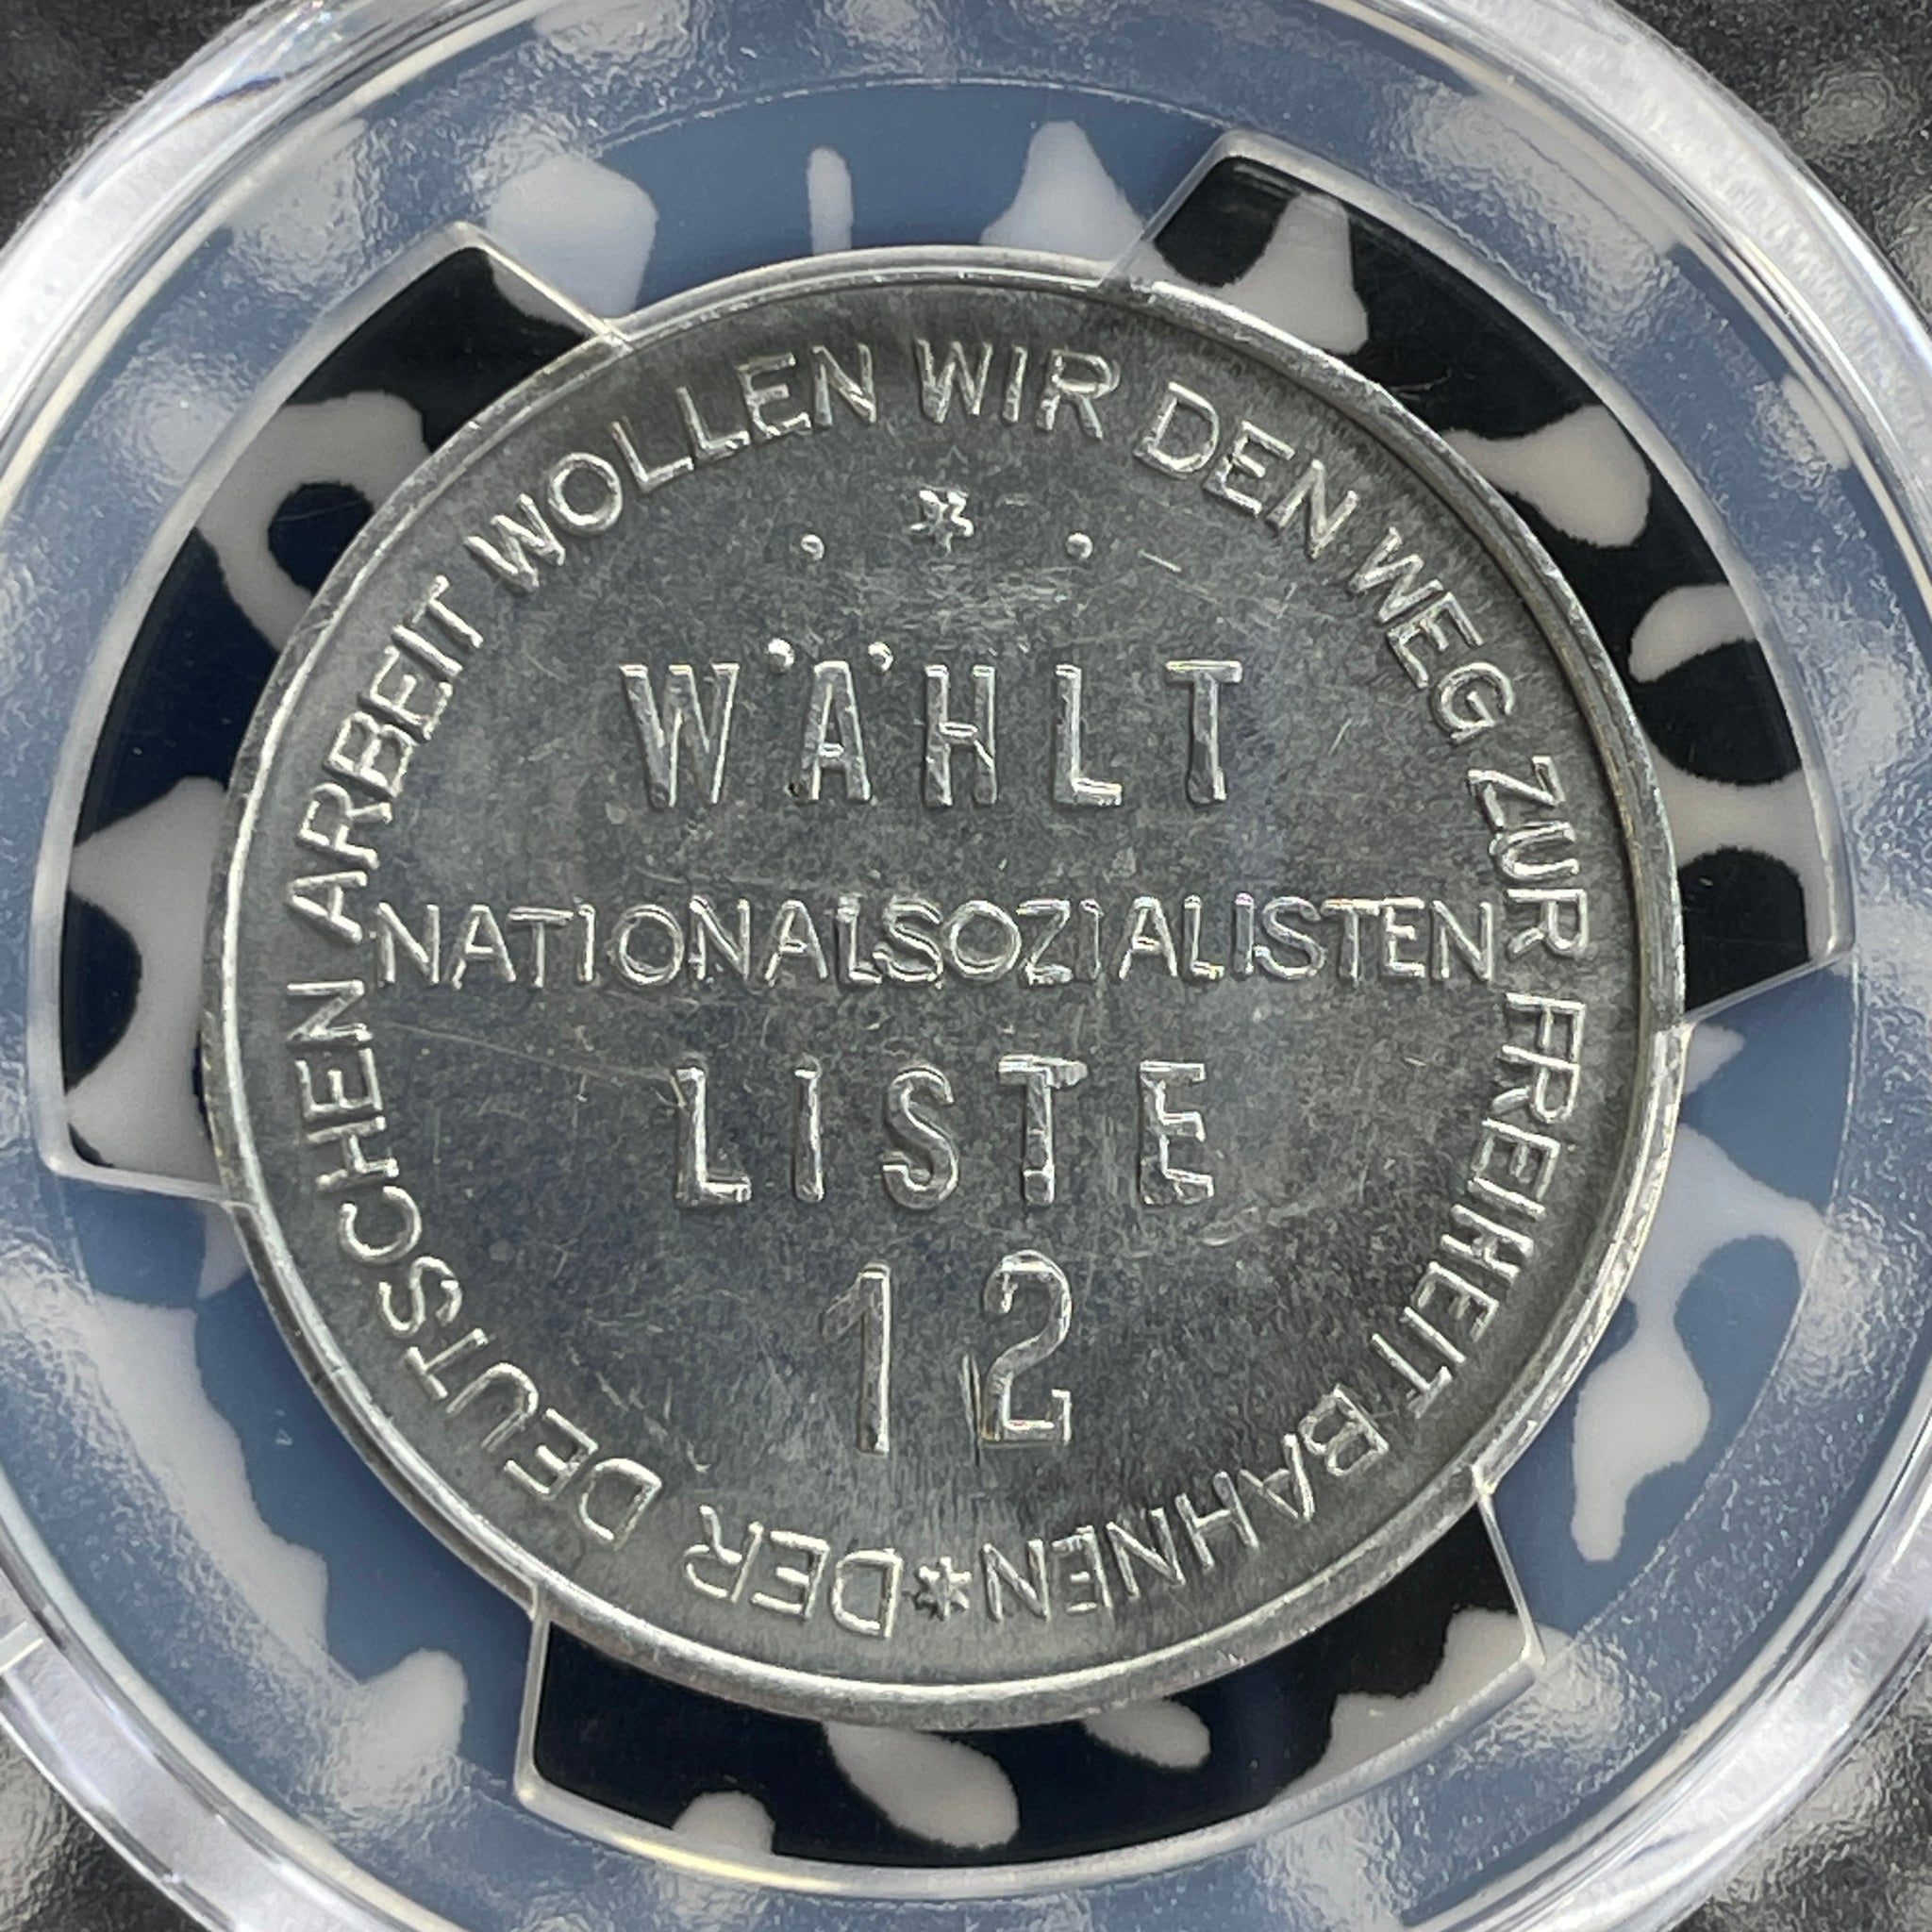 DER DEUTSCHEN ARBEIT WOLLEN WIR DEN WEG ZUR FREIHEIT BAHNEN *
WÄHLT
NATIONALSOZIALISTEN
LISTE
12